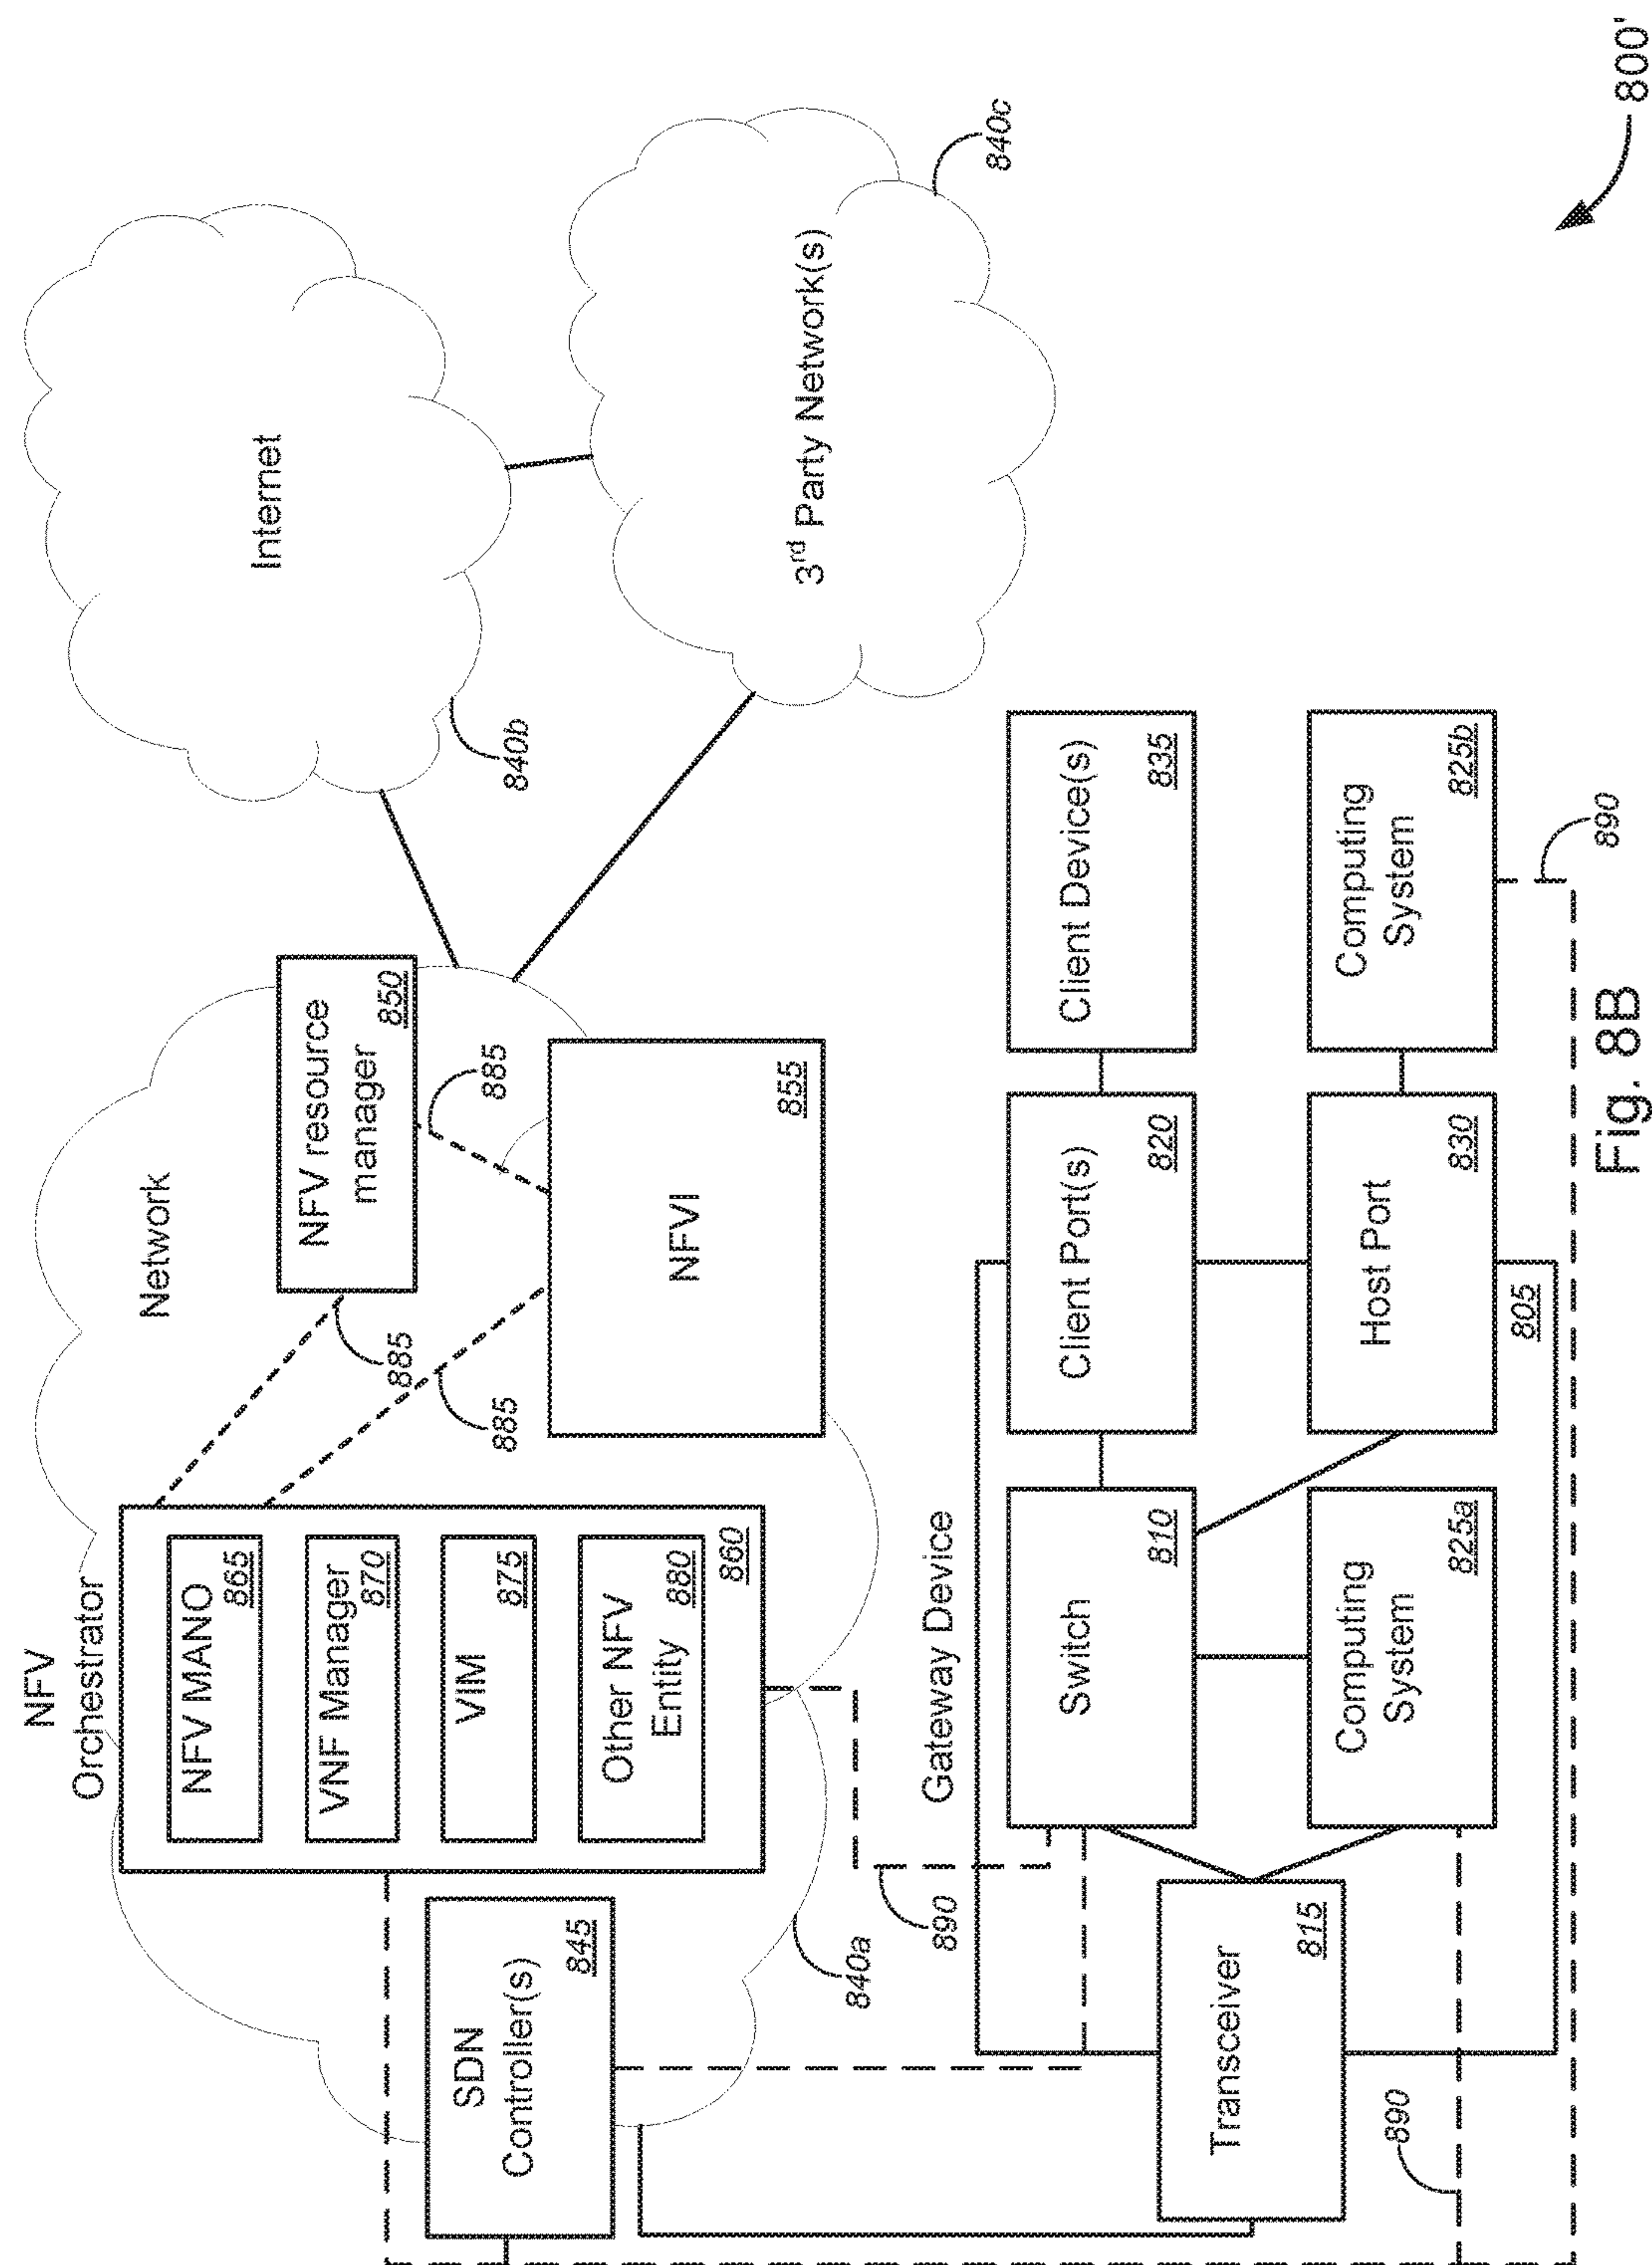 800'
NFV
Orchestrator
NFV MANO
865
VNF Manager
870
VIM
875
Other NFV
Entity
880
860
Network
NFV resource
manager
850
885
885
885
NFVI
855
Internet
840b
3rd Party Network(s)
840c
SDN
Controller(s)
845
840a
890
Gateway Device
Switch
810
Client Port(s)
820
Client Device(s)
835
Transceiver
815
Computing
System
825a
Host Port
830
Computing
System
825b
805
890
890
Fig. 8B